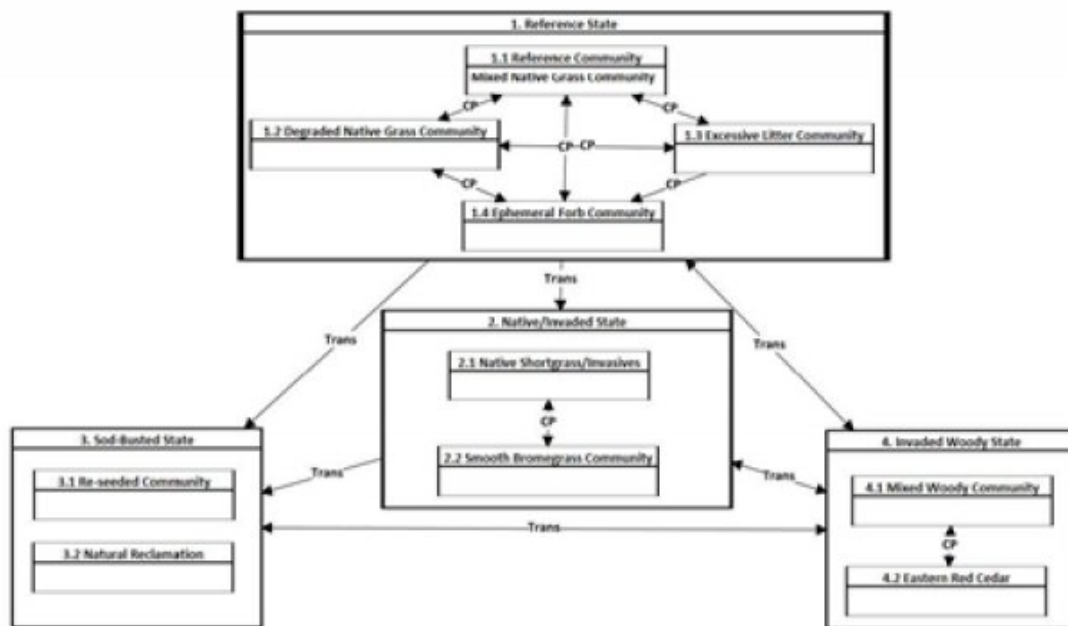 1. Reference State
1.1 Reference Community
Mixed Native Grass Community
CP
CP
1.2 Degraded Native Grass Community
1.3 Excessive Litter Community
CP
CP
CP
CP
1.4 Ephemeral Forb Community
Trans
Trans
Trans
2. Native/Invaded State
2.1 Native Shortgrass/Invasives
CP
2.2 Smooth Bromegrass Community
3. Sod-Busted State
3.1 Re-seeded Community
3.2 Natural Reclamation
Trans
Trans
Trans
4. Invaded Woody State
4.1 Mixed Woody Community
CP
4.2 Eastern Red Cedar